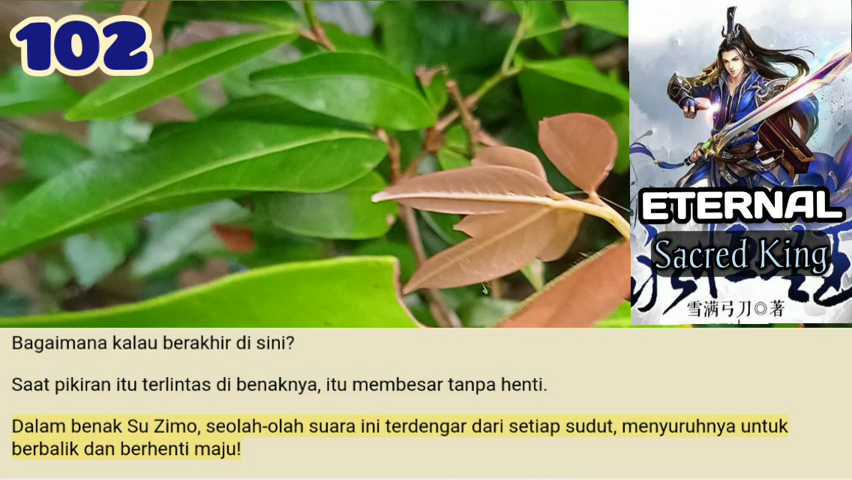 102
ETERNAL
Sacred King
雪满弓刀◎著
Bagaimana kalau berakhir di sini?
Saat pikiran itu terlintas di benaknya, itu membesar tanpa henti.
Dalam benak Su Zimo, seolah-olah suara ini terdengar dari setiap sudut, menyuruhnya untuk
berbalik dan berhenti maju!